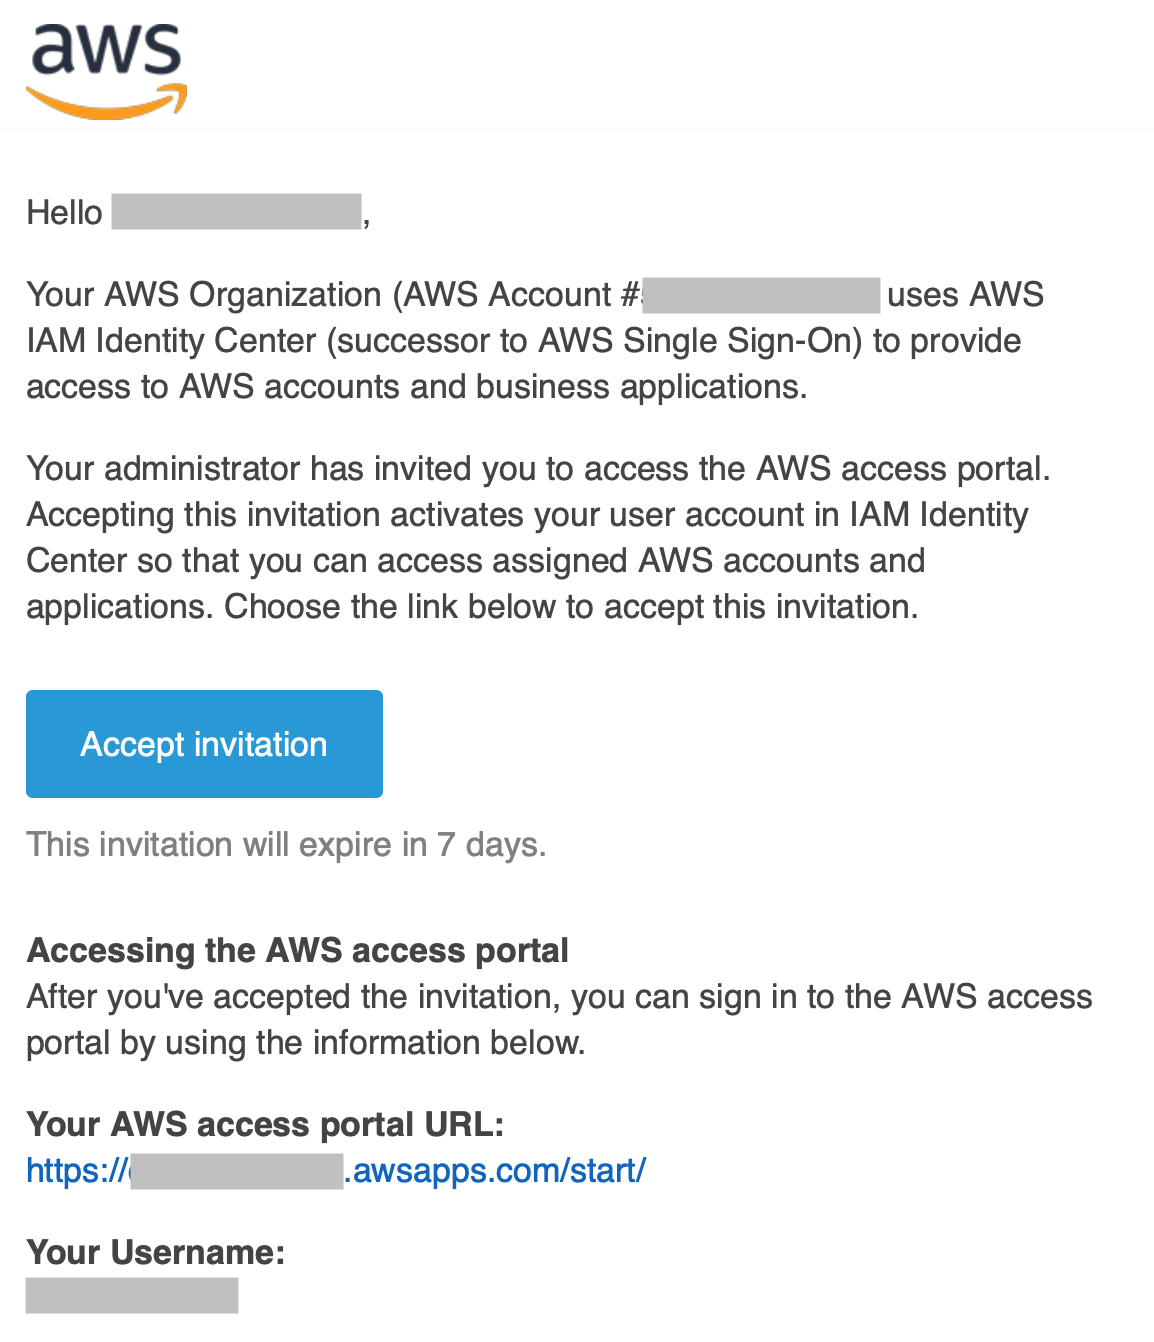 aws
Hello ,
Your AWS Organization (AWS Account # uses AWS
IAM Identity Center (successor to AWS Single Sign-On) to provide
access to AWS accounts and business applications.
Your administrator has invited you to access the AWS access portal.
Accepting this invitation activates your user account in IAM Identity
Center so that you can access assigned AWS accounts and
applications. Choose the link below to accept this invitation.
Accept invitation
This invitation will expire in 7 days.
Accessing the AWS access portal
After you've accepted the invitation, you can sign in to the AWS access
portal by using the information below.
Your AWS access portal URL:
https:// .awsapps.com/start/
Your Username: